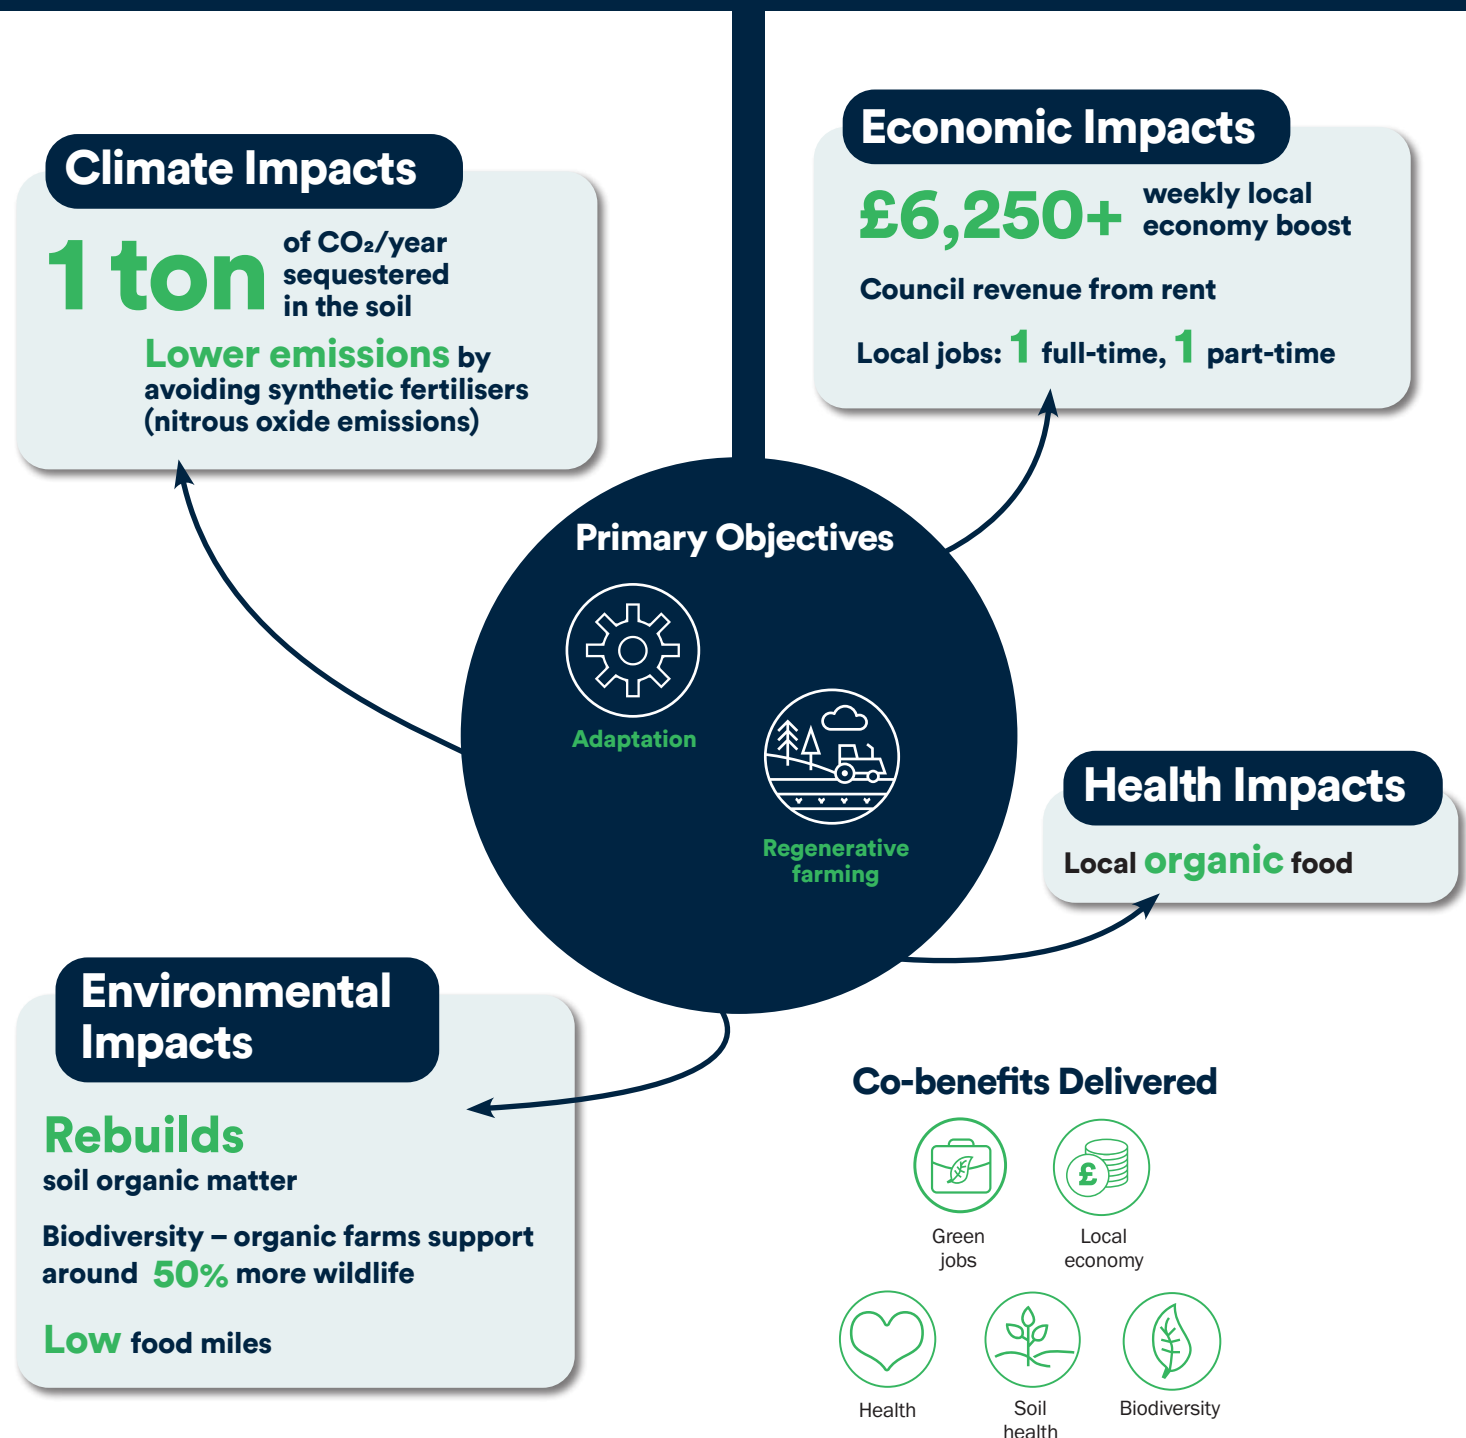 Climate Impacts
1 ton of CO₂/year
sequestered
in the soil
Lower emissions by
avoiding synthetic fertilisers
(nitrous oxide emissions)
Economic Impacts
£6,250+ weekly local
economy boost
Council revenue from rent
Local jobs: 1 full-time, 1 part-time
Primary Objectives
Adaptation
Regenerative
farming
Health Impacts
Local organic food
Environmental
Impacts
Rebuilds
soil organic matter
Biodiversity – organic farms support
around 50% more wildlife
Low food miles
Co-benefits Delivered
£
Green
jobs
Local
economy
Health
Soil
health
Biodiversity